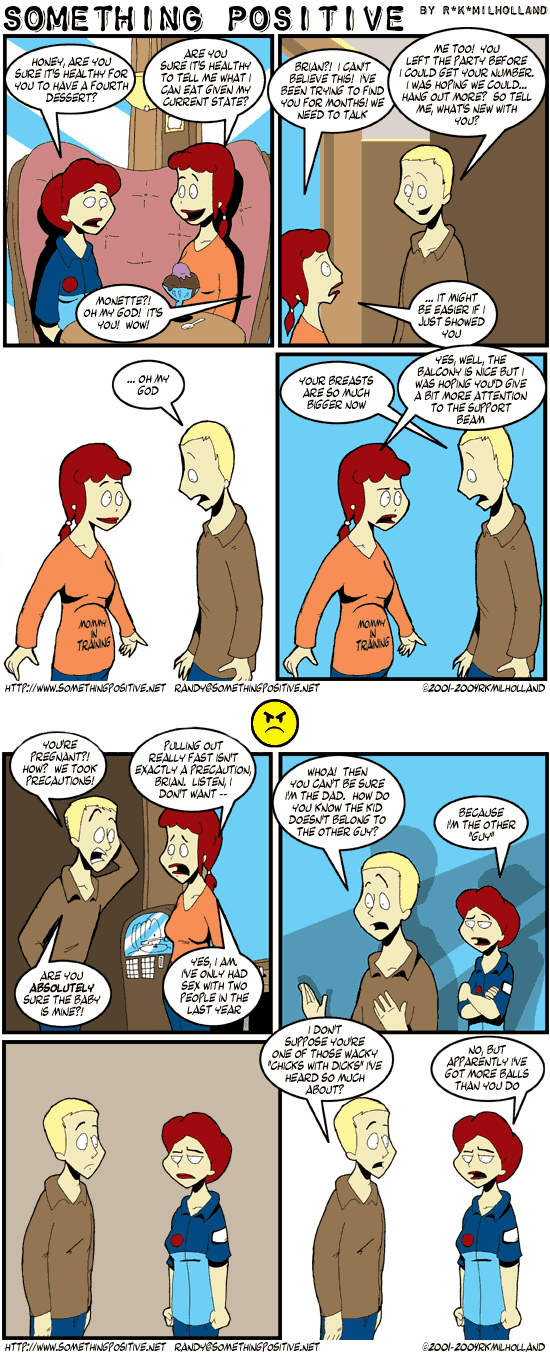 SOMETHING POSITIVE
BY R*K*MILHOLLAND
HONEY, ARE YOU
SURE IT'S HEALTHY FOR
YOU TO HAVE A FOURTH
DESSERT?
ARE YOU
SURE IT'S HEALTHY
TO TELL ME WHAT I
CAN EAT GIVEN MY
CURRENT STATE?
MONETTE?!
OH MY GOD! IT'S
YOU! WOW!
BRIAN?! I CAN'T
BELIEVE THIS! I'VE
BEEN TRYING TO FIND
YOU FOR MONTHS! WE
NEED TO TALK
ME TOO! YOU
LEFT THE PARTY BEFORE
I COULD GET YOUR NUMBER.
I WAS HOPING WE COULD...
HANG OUT MORE? SO TELL
ME, WHAT'S NEW WITH
YOU?
... IT MIGHT
BE EASIER IF I
JUST SHOWED
YOU
... OH MY
GOD
MOMMY
IN
TRAINING
YOUR BREASTS
ARE SO MUCH
BIGGER NOW
YES, WELL, THE
BALCONY IS NICE BUT I
WAS HOPING YOU'D GIVE
A BIT MORE ATTENTION
TO THE SUPPORT
BEAM
MOMMY
IN
TRAINING
HTTP://WWW.SOMETHINGPOSITIVE.NET RANDY@SOMETHINGPOSITIVE.NET
©2001-2009RKMILHOLLAND
YOU'RE
PREGNANT?!
HOW? WE TOOK
PRECAUTIONS!
PULLING OUT
REALLY FAST ISN'T
EXACTLY A PRECAUTION,
BRIAN. LISTEN, I
DON'T WANT --
ARE YOU
ABSOLUTELY
SURE THE BABY
IS MINE?!
YES, I AM.
I'VE ONLY HAD
SEX WITH TWO
PEOPLE IN THE
LAST YEAR
WHOA! THEN
YOU CAN'T BE SURE
I'M THE DAD. HOW DO
YOU KNOW THE KID
DOESN'T BELONG TO
THE OTHER GUY?
BECAUSE
I'M THE OTHER
"GUY"
I DON'T
SUPPOSE YOU'RE
ONE OF THOSE WACKY
"CHICKS WITH DICKS" I'VE
HEARD SO MUCH
ABOUT?
NO, BUT
APPARENTLY I'VE
GOT MORE BALLS
THAN YOU DO
HTTP://WWW.SOMETHINGPOSITIVE.NET RANDY@SOMETHINGPOSITIVE.NET
©2001-2009RKMILHOLLAND